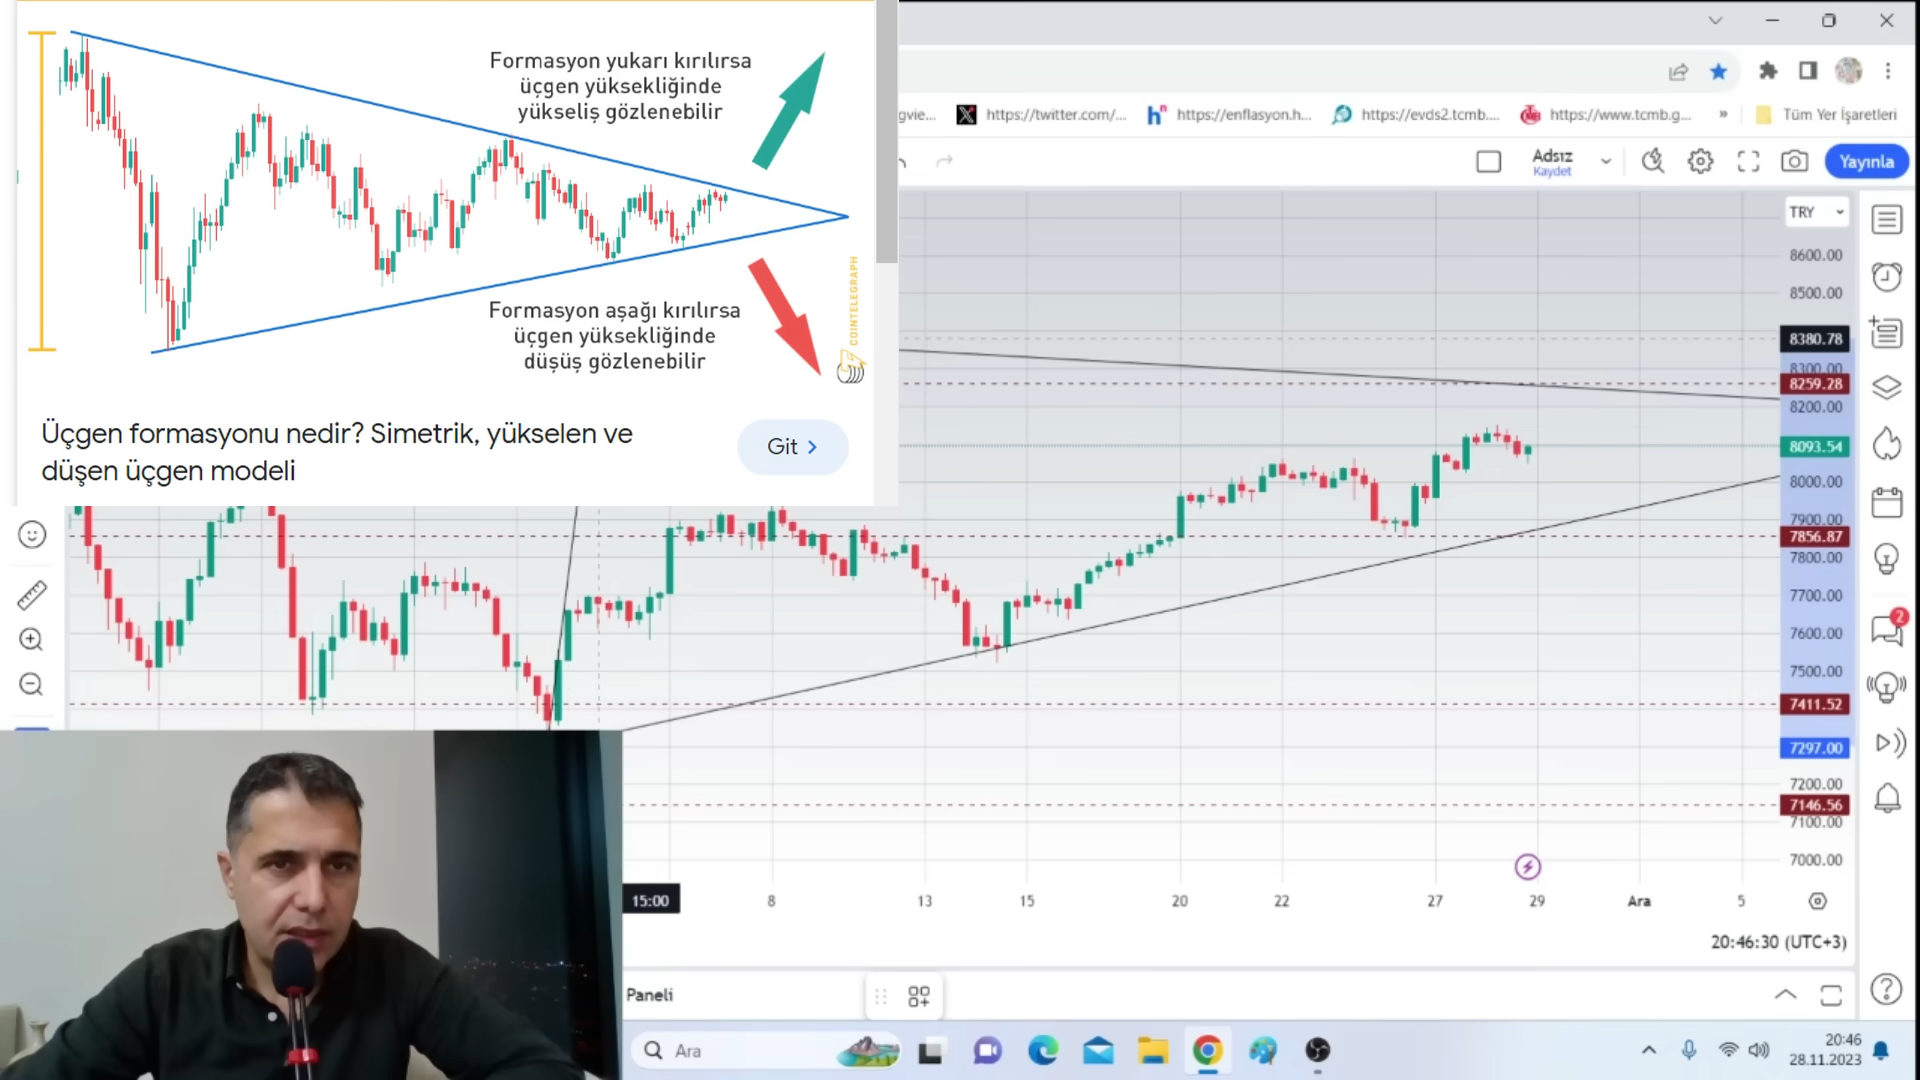 Formasyon yukarı kırılırsa
üçgen yüksekliğinde
yükseliş gözlenebilir
Formasyon aşağı kırılırsa
üçgen yüksekliğinde
düşüş gözlenebilir
COINTELEGRAPH
Üçgen formasyonu nedir? Simetrik, yükselen ve
düşen üçgen modeli
Git
gvie...
https://twitter.com/...
https://enflasyon.h...
https://evds2.tcmb....
https://www.tcmb.g...
»
Tüm Yer İşaretleri
Adsız
Kaydet
Yayınla
TRY
8600.00
8500.00
8380.78
8300.00
8259.28
8200.00
8093.54
8000.00
7900.00
7856.87
7800.00
7700.00
7600.00
7500.00
7411.52
7297.00
7200.00
7146.56
7100.00
7000.00
2
15:00
8
13
15
20
22
27
29
Ara
5
20:46:30 (UTC+3)
Paneli
Ara
20:46
28.11.2023